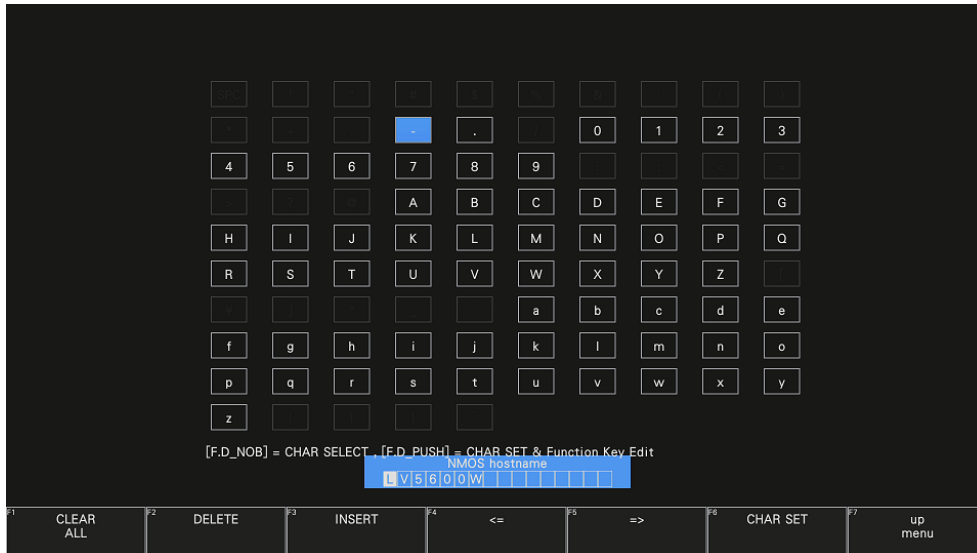 SPC ! " # $ % &
- . 0 1 2 3
4 5 6 7 8 9
A B C D E F G
H I J K L M N O P Q
R S T U V W X Y Z
a b c d e
f g h i j k l m n o
p q r s t u v w x y
z
[F.D_NOB] = CHAR SELECT , [F.D_PUSH] = CHAR SET & Function Key Edit
NMOS hostname
LV5600W
F1 CLEAR ALL F2 DELETE F3 INSERT F4 <= F5 => F6 CHAR SET F7 up menu